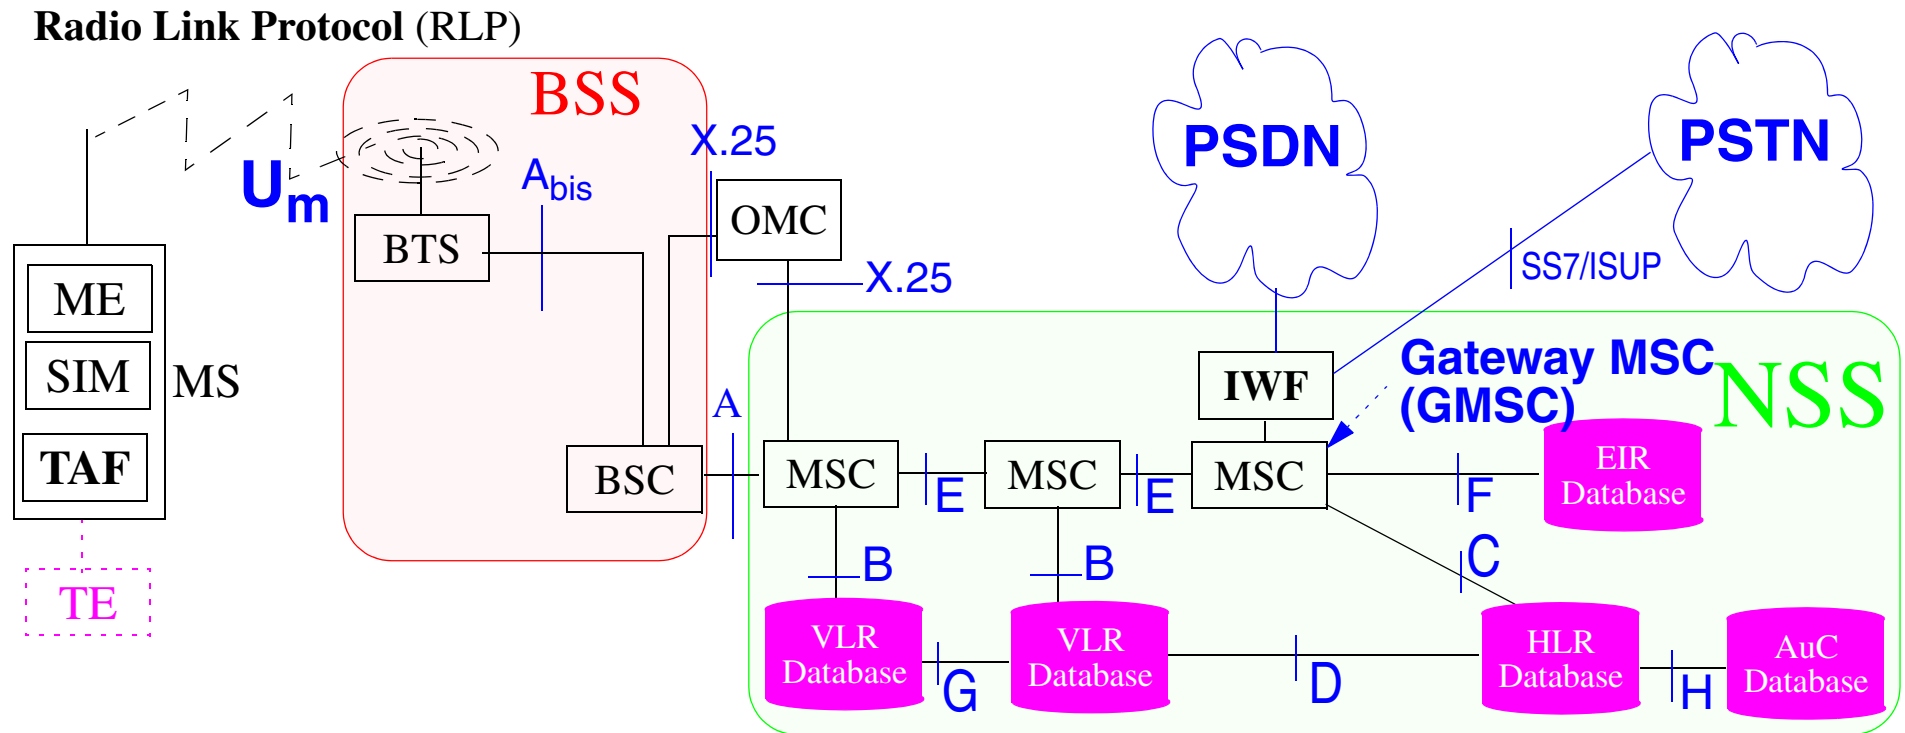 Radio Link Protocol (RLP)
BSS
X.25
PSDN
PSTN
Um
Abis
OMC
BTS
X.25
SS7/ISUP
ME
SIM
MS
TAF
TE
IWF
Gateway MSC
(GMSC)
NSS
A
BSC
MSC
E
MSC
E
MSC
F
EIR
Database
B
B
C
VLR
Database
G
VLR
Database
D
HLR
Database
H
AuC
Database